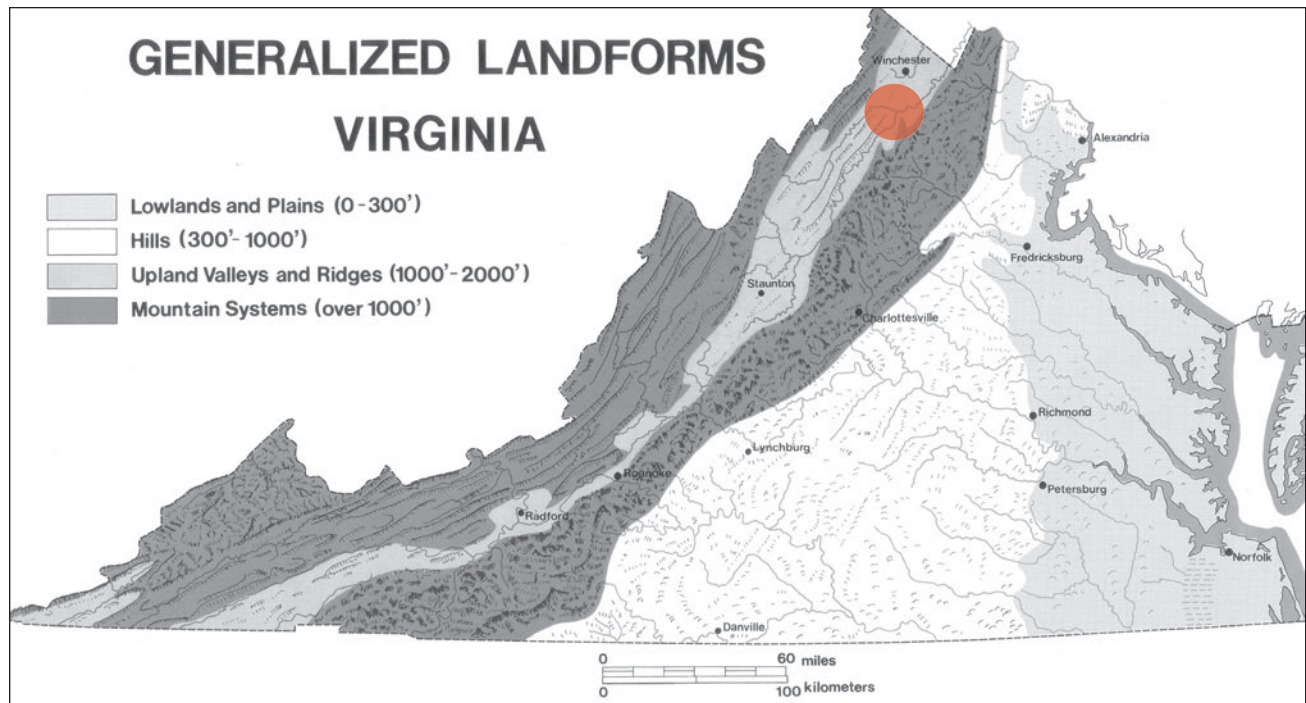 GENERALIZED LANDFORMS
VIRGINIA
Lowlands and Plains (0-300')
Hills (300'-1000')
Upland Valleys and Ridges (1000'-2000')
Mountain Systems (over 1000')
Winchester
Alexandria
Fredricksburg
Staunton
Charlottesville
Richmond
Lynchburg
Roanoke
Petersburg
Radford
Norfolk
Danville
0 60 miles
0 100 kilometers